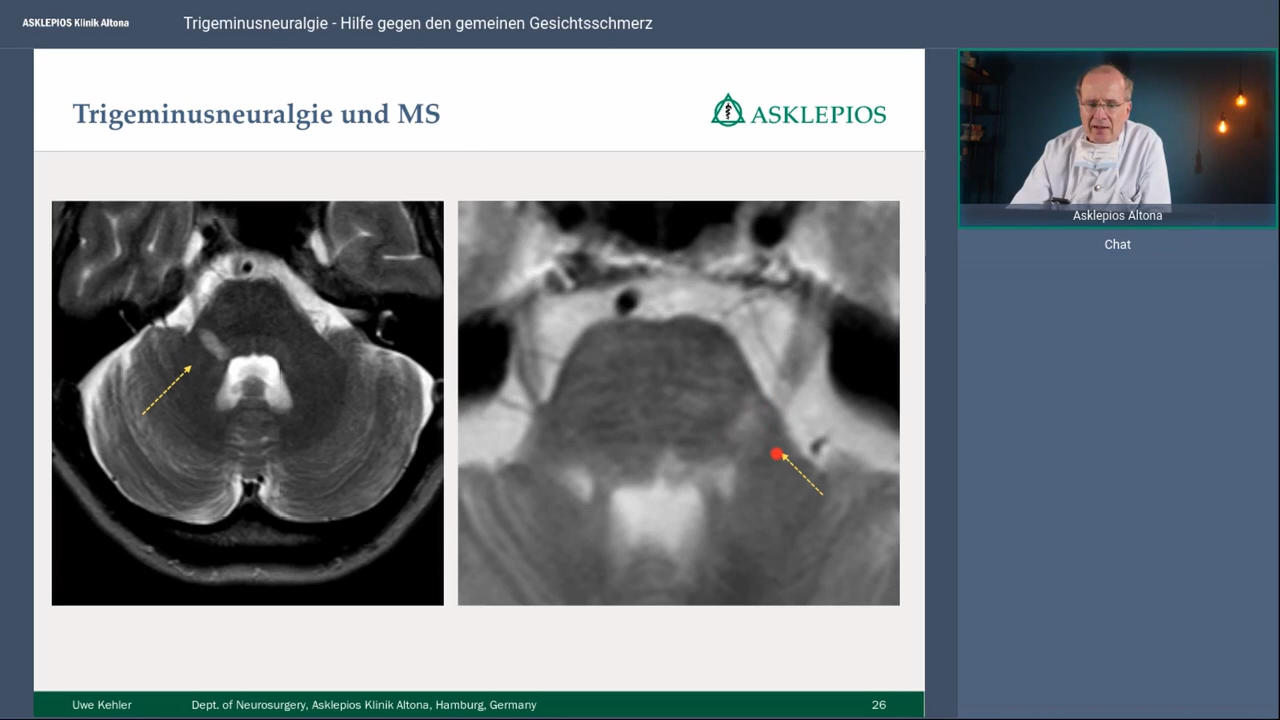 ASKLEPIOS Klinik Altona
Trigeminusneuralgie - Hilfe gegen den gemeinen Gesichtsschmerz
Trigeminusneuralgie und MS
ASKLEPIOS
Asklepios Altona
Chat
Uwe Kehler
Dept. of Neurosurgery, Asklepios Klinik Altona, Hamburg, Germany
26